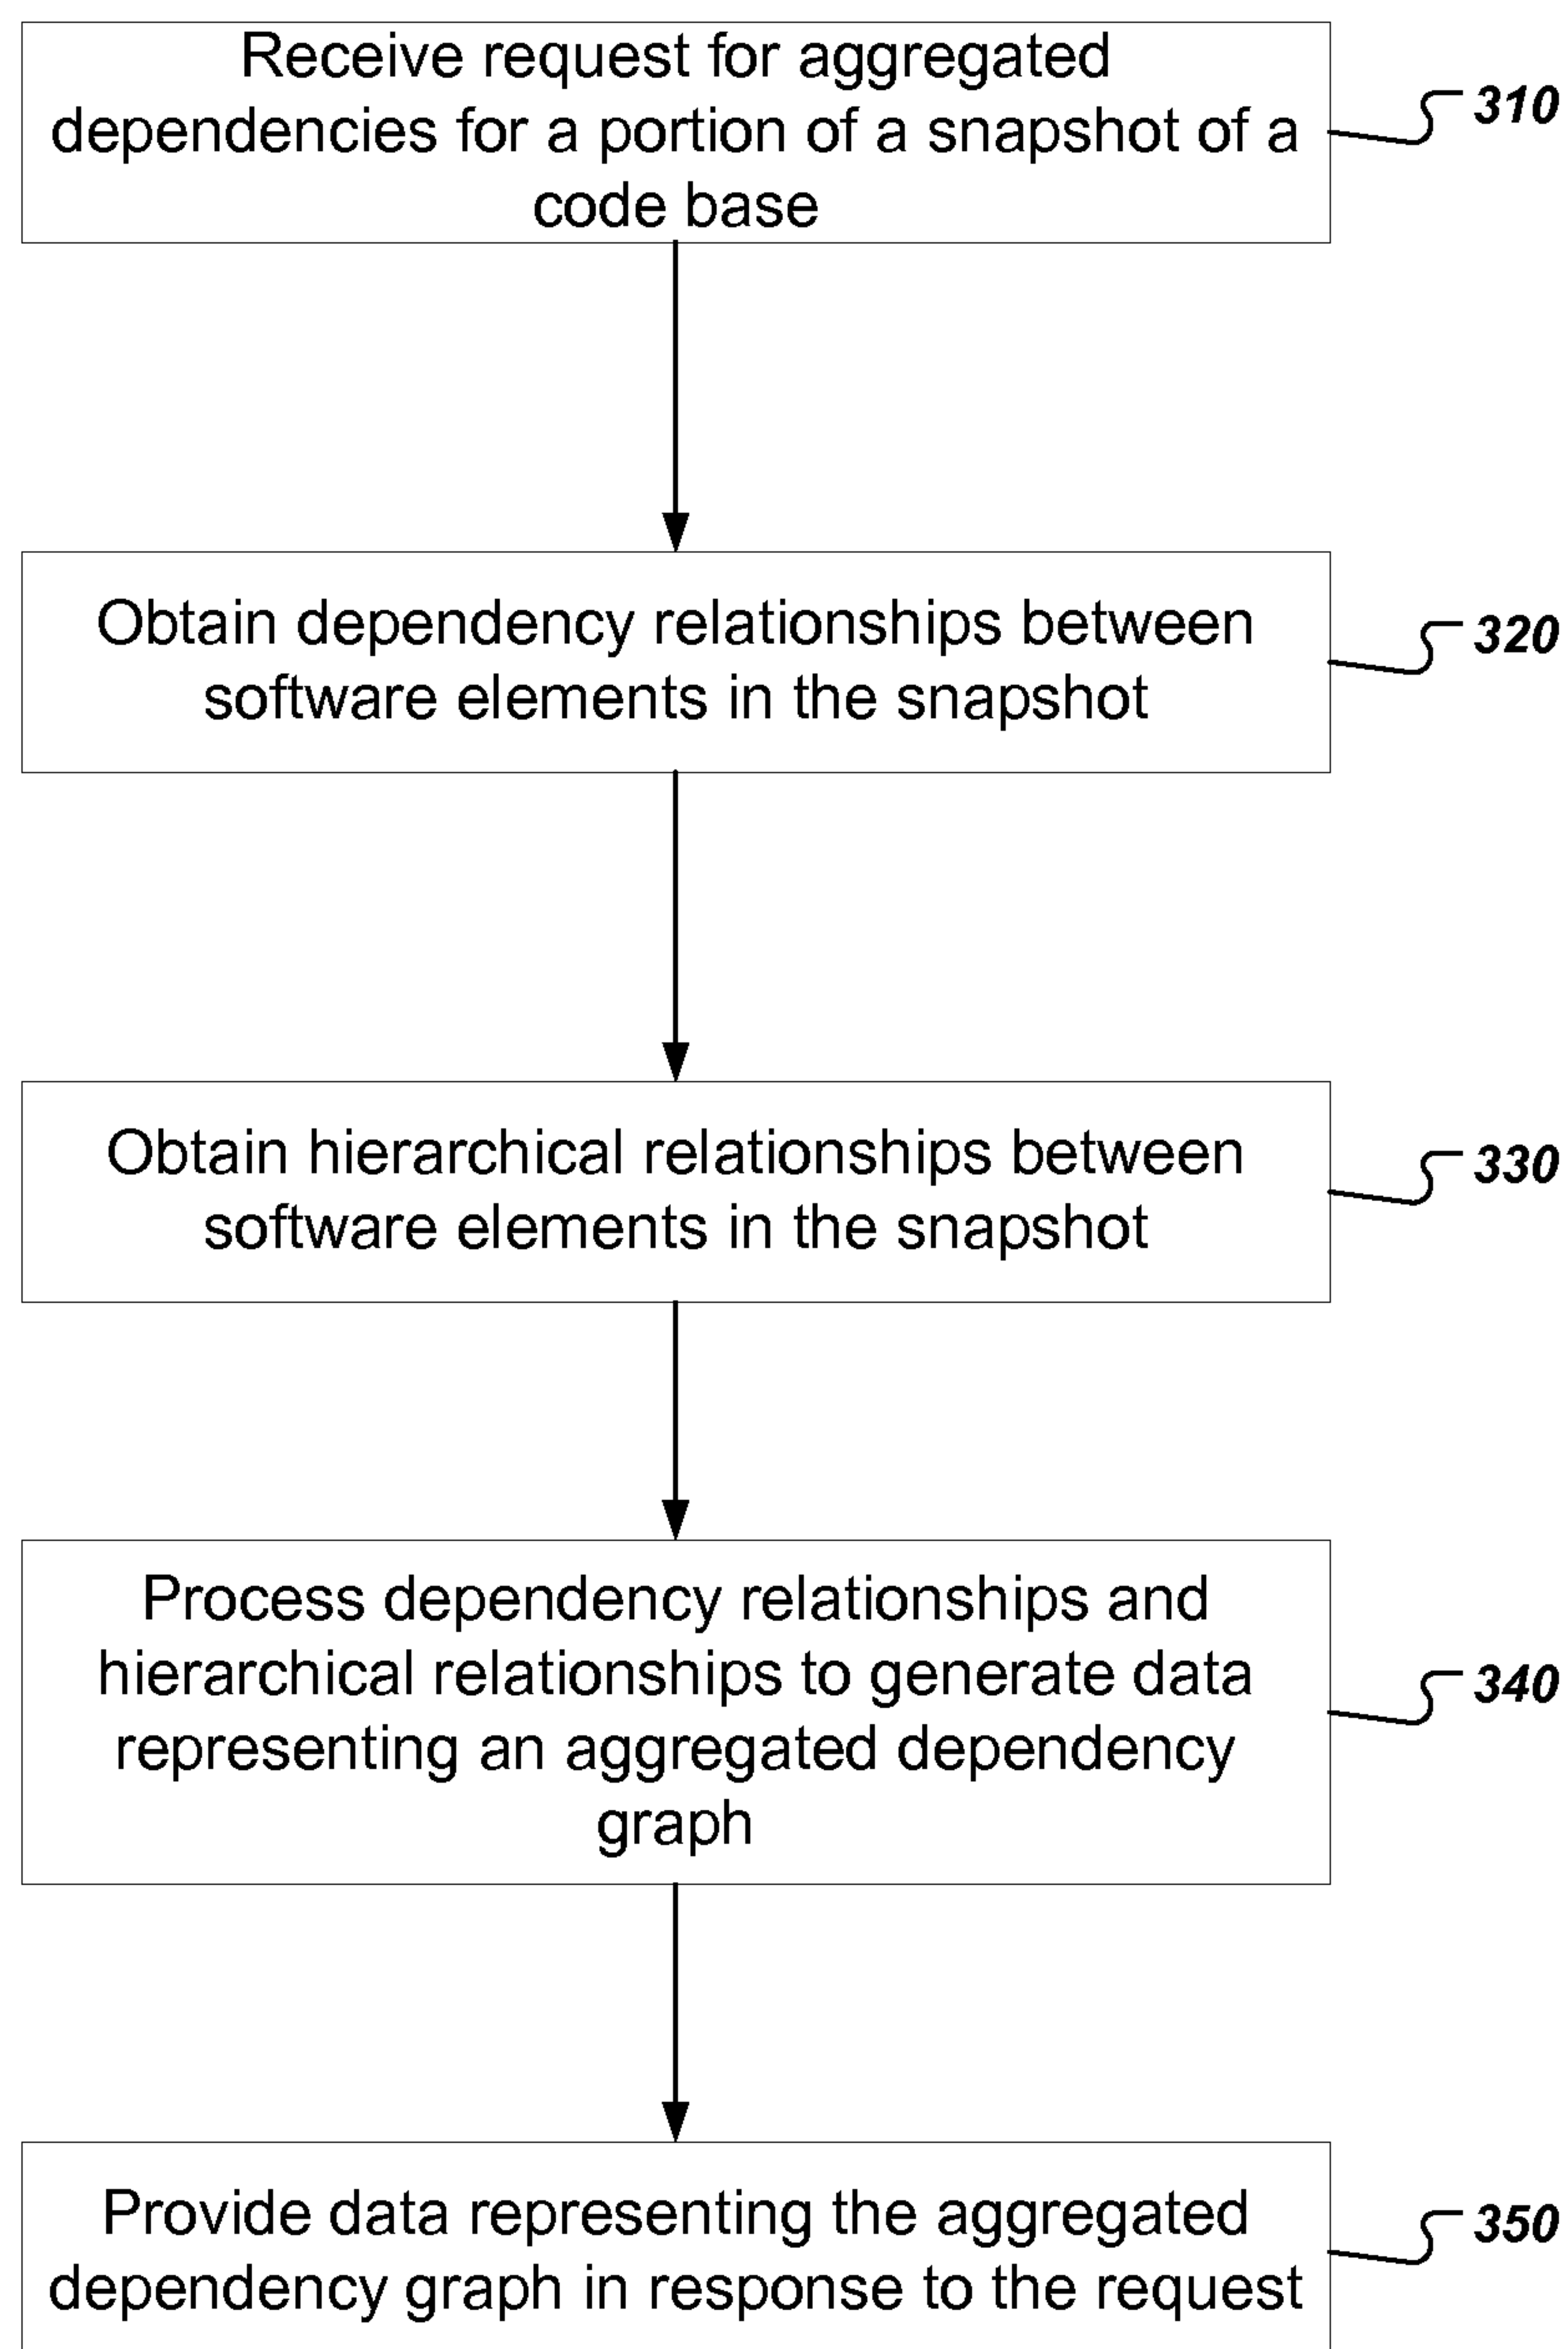 Receive request for aggregated
dependencies for a portion of a snapshot of a
code base
310
Obtain dependency relationships between
software elements in the snapshot
320
Obtain hierarchical relationships between
software elements in the snapshot
330
Process dependency relationships and
hierarchical relationships to generate data
representing an aggregated dependency
graph
340
Provide data representing the aggregated
dependency graph in response to the request
350